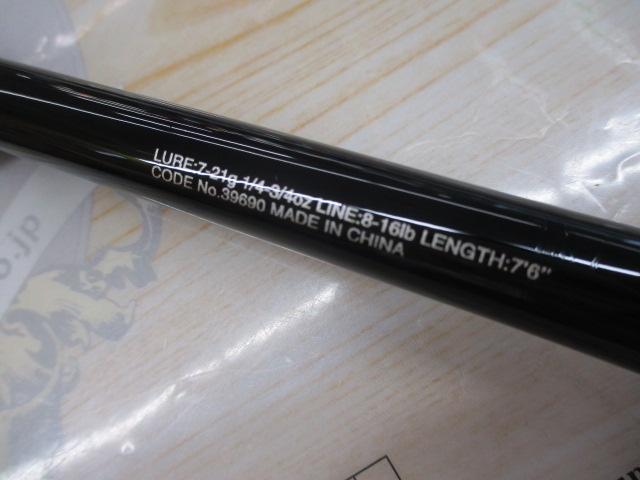 LURE:7-21g 1/4-3/4oz LINE:8-16lb LENGTH:7'6"
CODE No.39690 MADE IN CHINA
o.jp